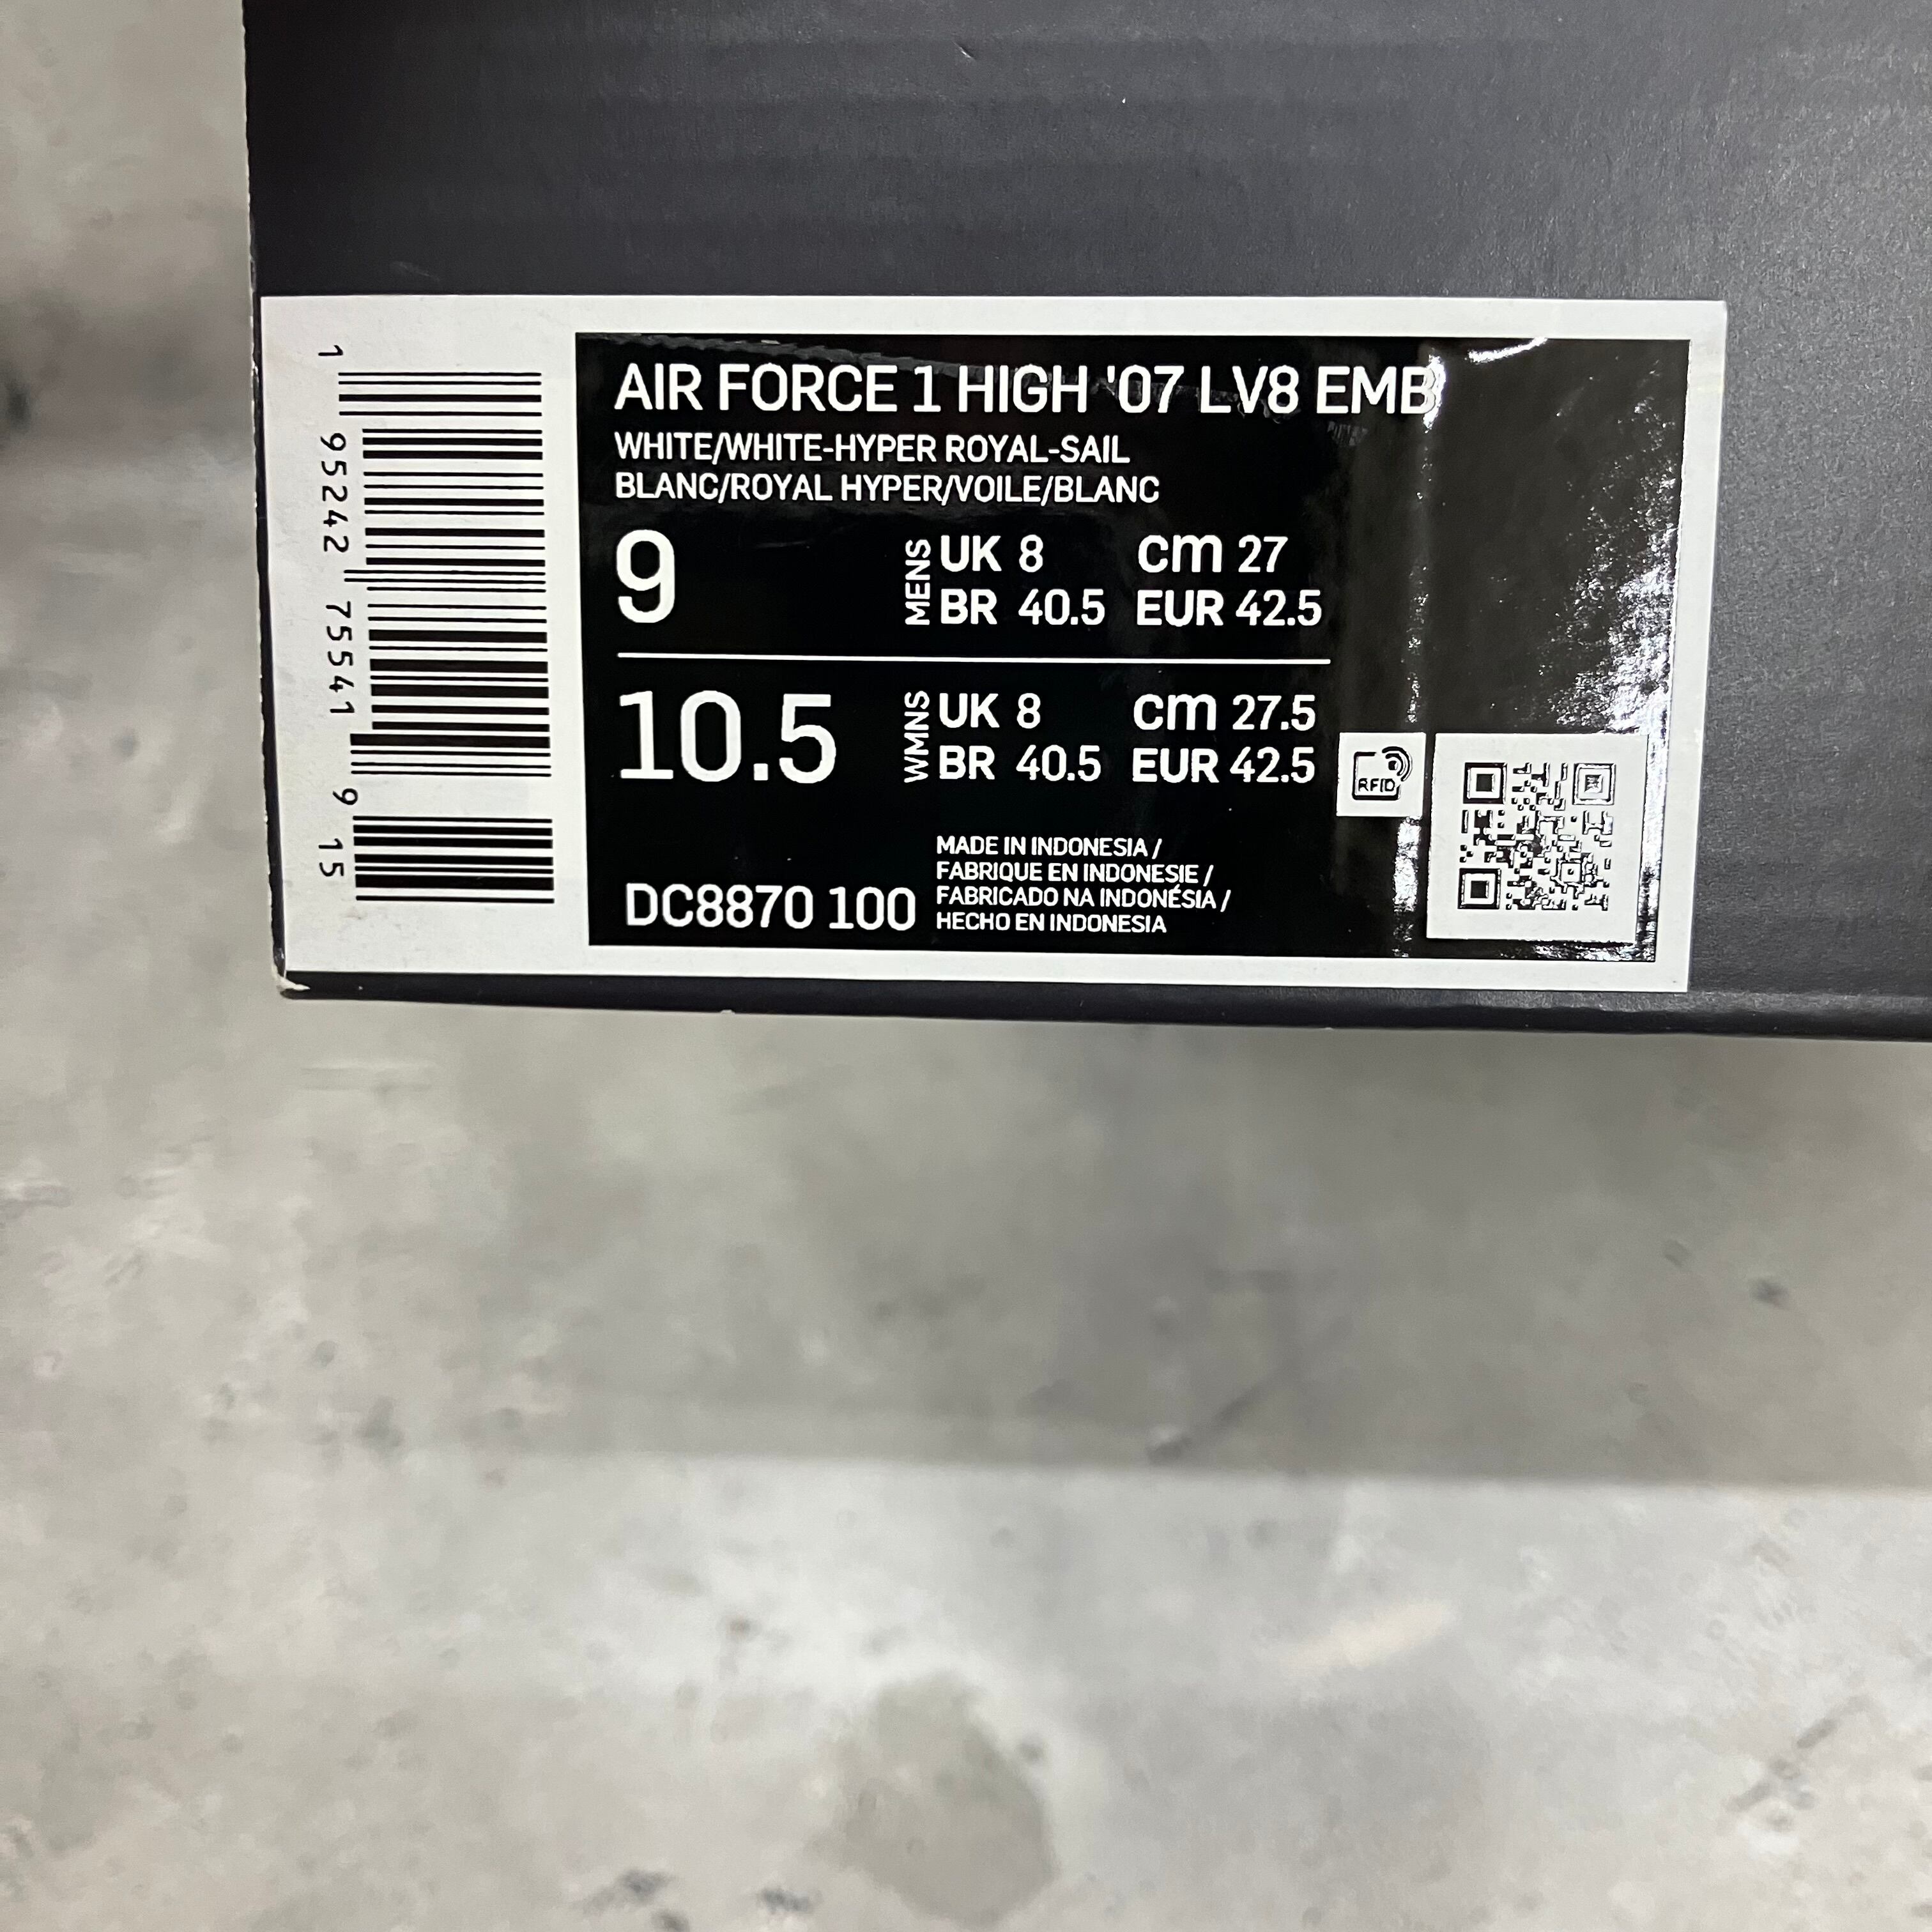 AIR FORCE 1 HIGH '07 LV8 EMB
WHITE/WHITE-HYPER ROYAL-SAIL
BLANC/ROYAL HYPER/VOILE/BLANC
9 MENS UK 8 cm 27
BR 40.5 EUR 42.5
10.5 WMNS UK 8 cm 27.5
BR 40.5 EUR 42.5
RFID
MADE IN INDONESIA /
FABRIQUE EN INDONESIE /
FABRICADO NA INDONÉSIA /
HECHO EN INDONESIA
DC8870 100
1 95242 75541 9 15